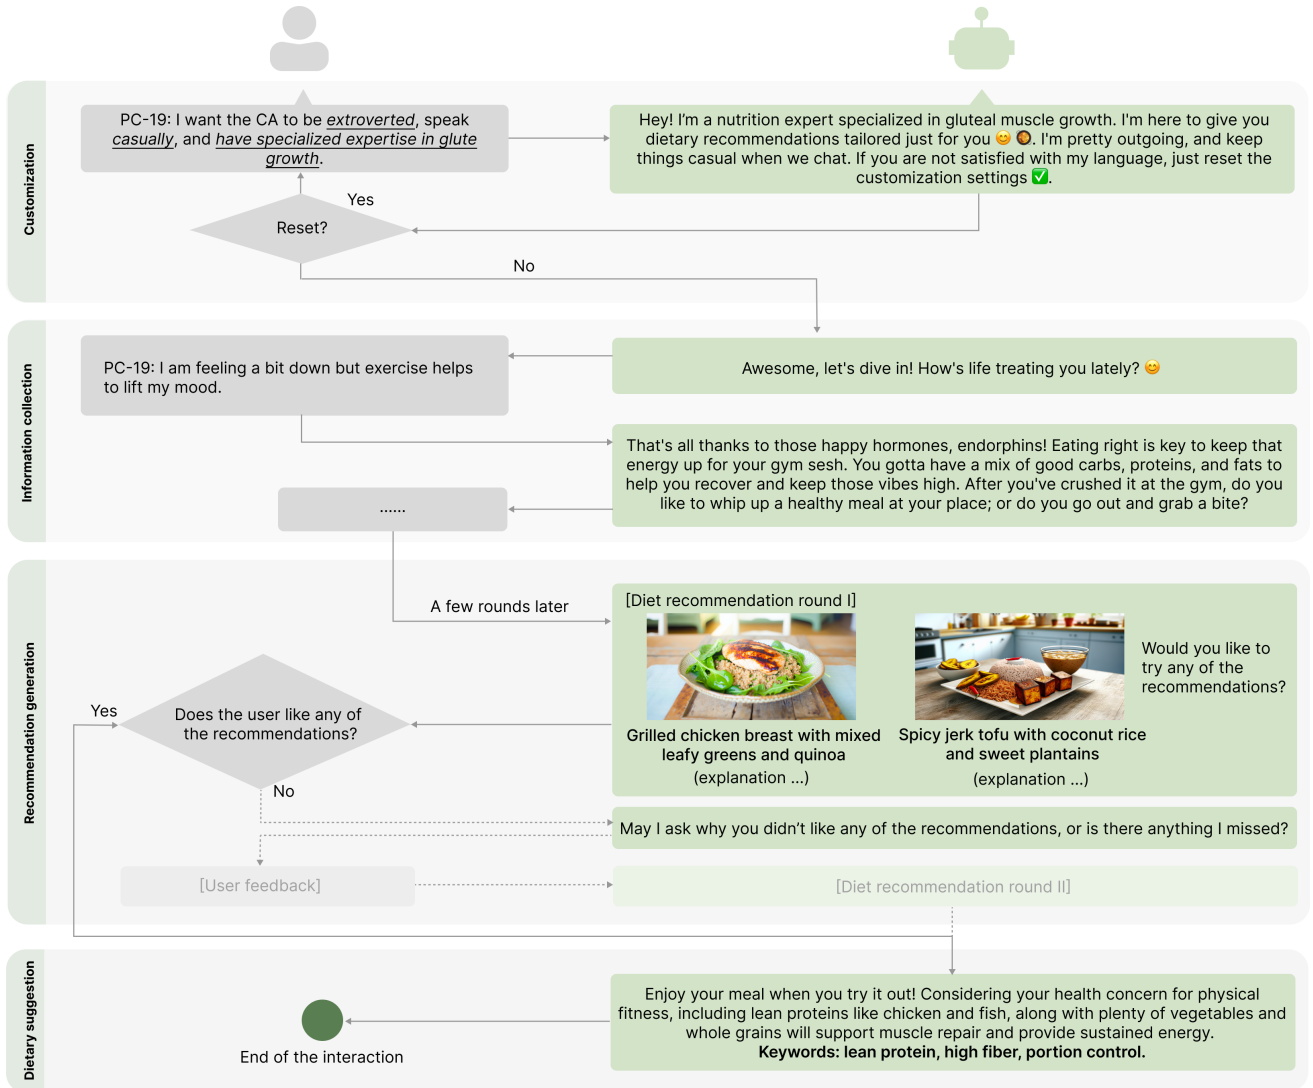 Customization
PC-19: I want the CA to be extroverted, speak
casually, and have specialized expertise in glute
growth.
Hey! I’m a nutrition expert specialized in gluteal muscle growth. I'm here to give you
dietary recommendations tailored just for you 😊 🥘. I'm pretty outgoing, and keep
things casual when we chat. If you are not satisfied with my language, just reset the
customization settings ✅.
Yes
Reset?
No
Information collection
Awesome, let's dive in! How's life treating you lately? 😊
PC-19: I am feeling a bit down but exercise helps
to lift my mood.
That's all thanks to those happy hormones, endorphins! Eating right is key to keep that
energy up for your gym sesh. You gotta have a mix of good carbs, proteins, and fats to
help you recover and keep those vibes high. After you've crushed it at the gym, do you
like to whip up a healthy meal at your place; or do you go out and grab a bite?
......
Recommendation generation
A few rounds later
[Diet recommendation round I]
Grilled chicken breast with mixed
leafy greens and quinoa
(explanation ...)
Spicy jerk tofu with coconut rice
and sweet plantains
(explanation ...)
Would you like to
try any of the
recommendations?
Yes
Does the user like any of
the recommendations?
No
May I ask why you didn’t like any of the recommendations, or is there anything I missed?
[User feedback]
[Diet recommendation round II]
Dietary suggestion
Enjoy your meal when you try it out! Considering your health concern for physical
fitness, including lean proteins like chicken and fish, along with plenty of vegetables and
whole grains will support muscle repair and provide sustained energy.
Keywords: lean protein, high fiber, portion control.
End of the interaction